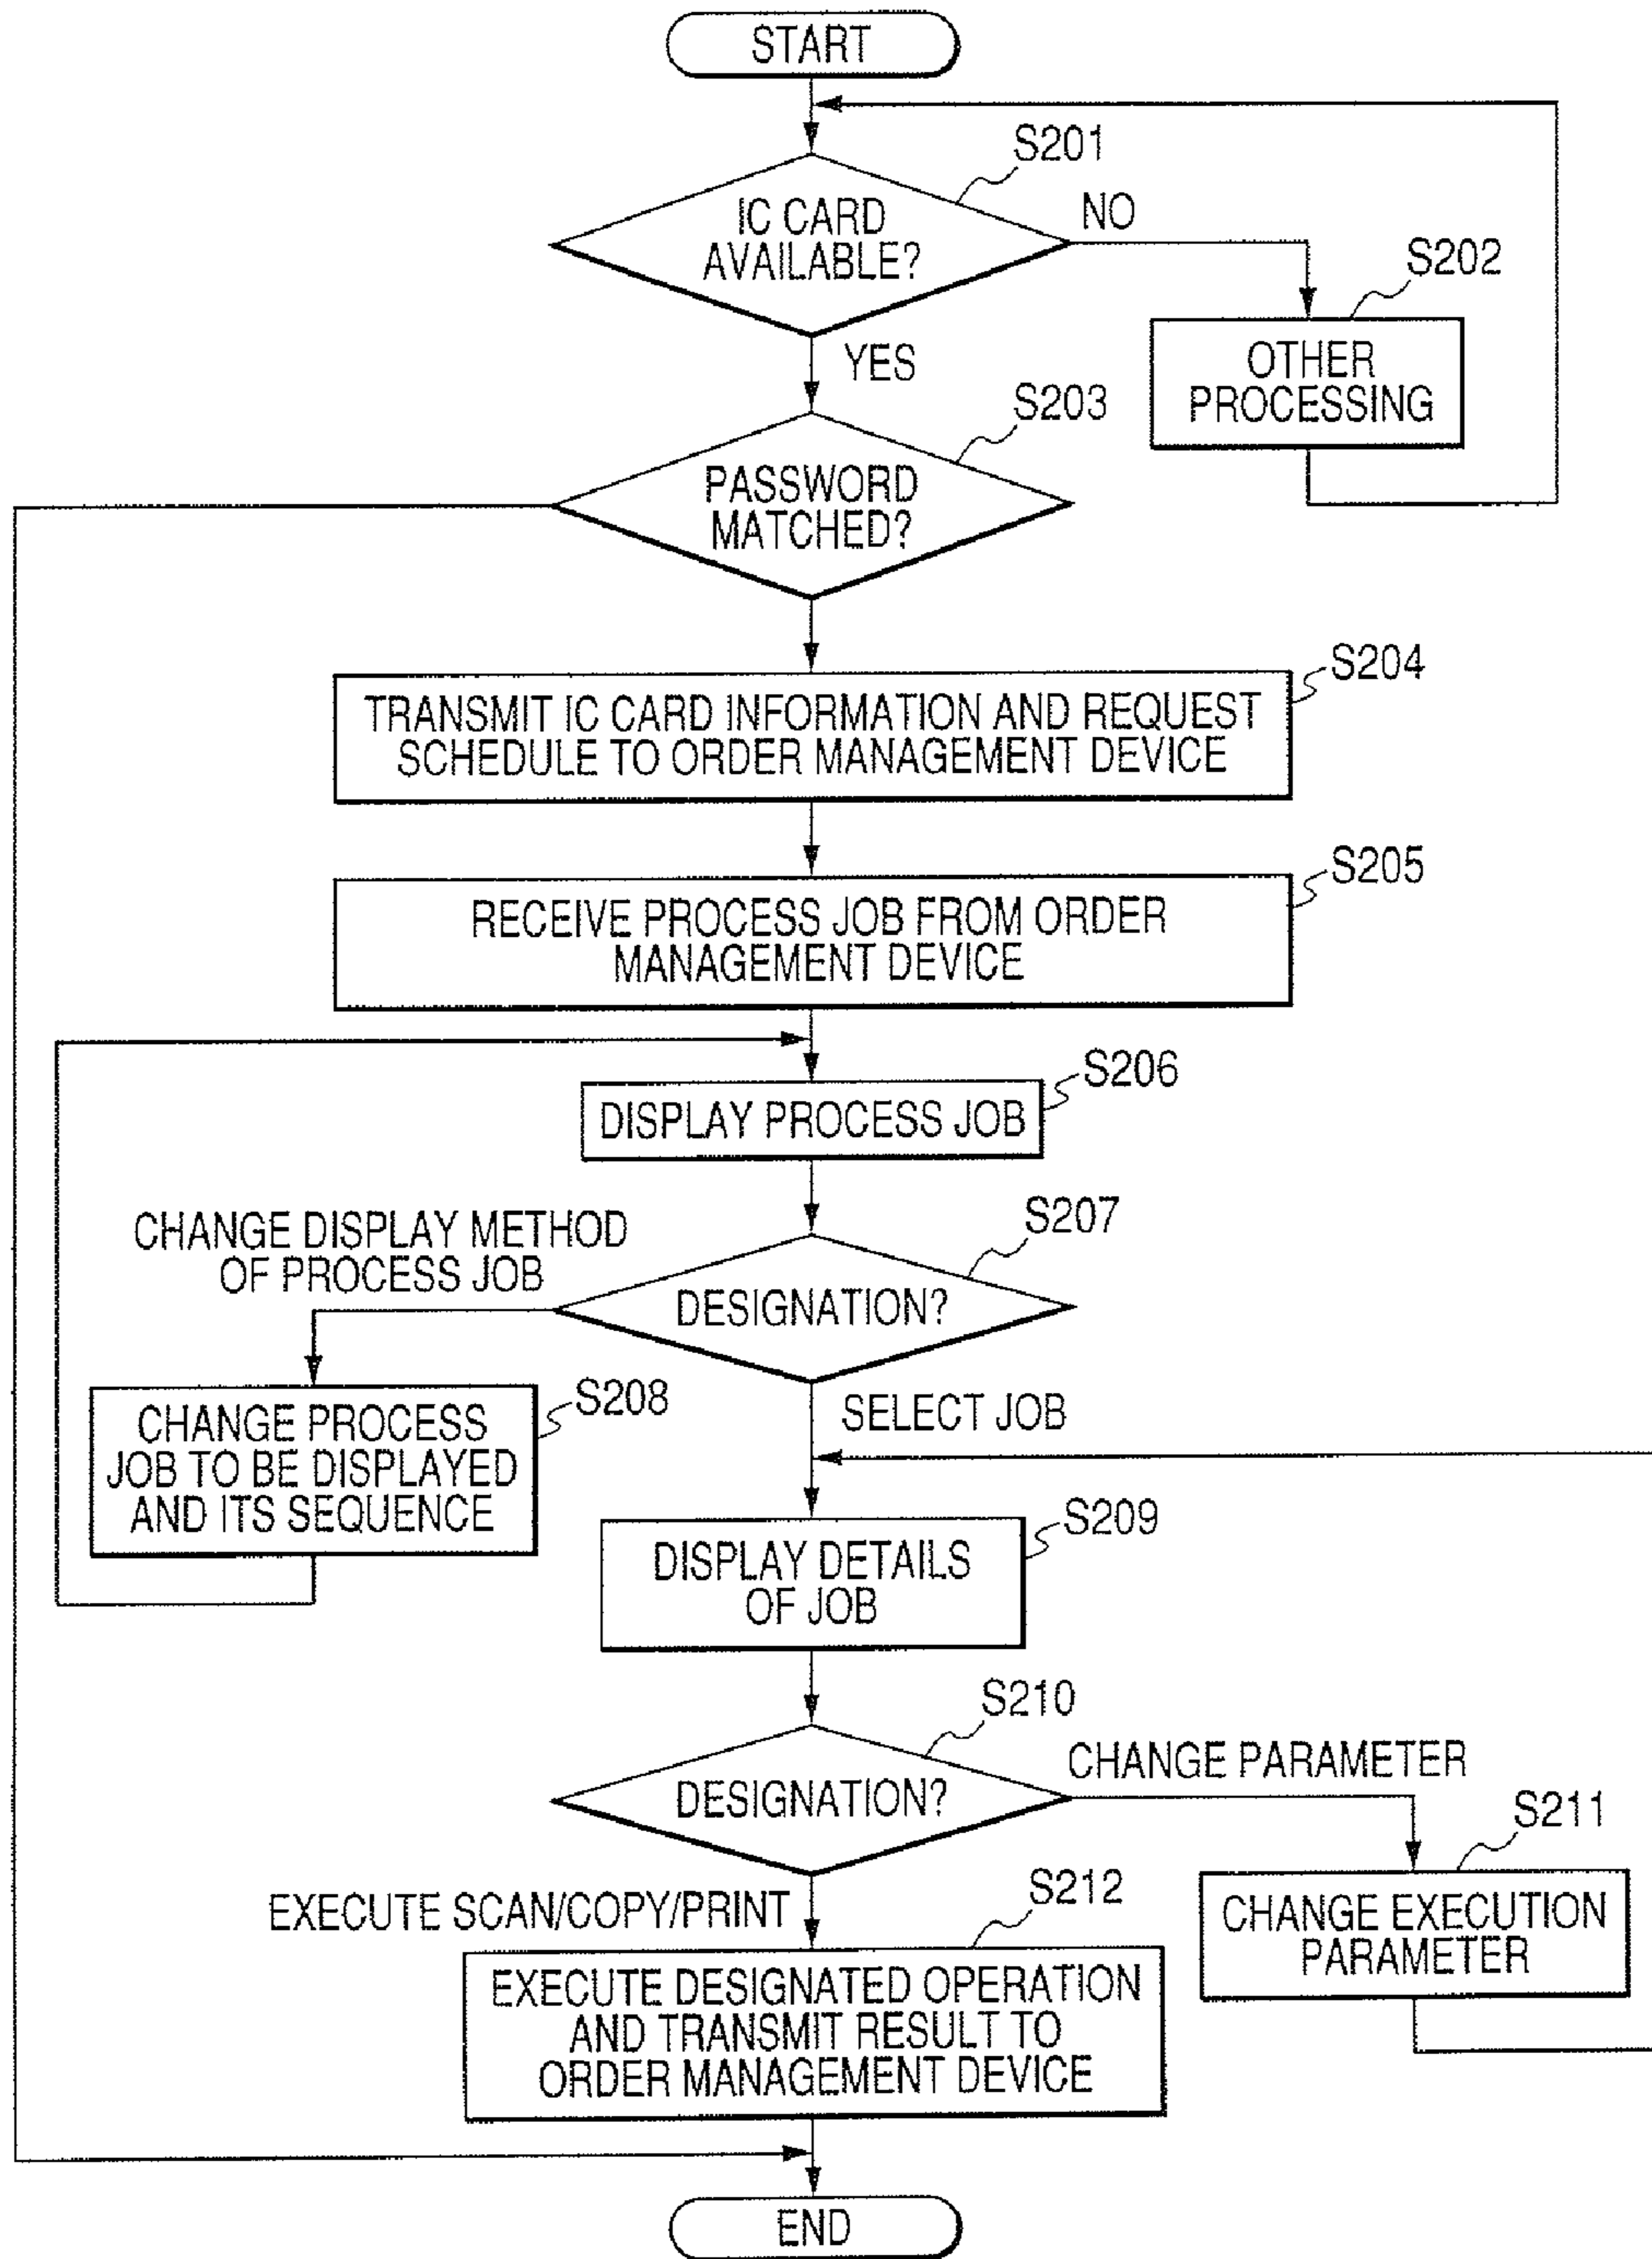 START
S201
IC CARD
AVAILABLE?
NO
S202
OTHER
PROCESSING
YES
S203
PASSWORD
MATCHED?
S204
TRANSMIT IC CARD INFORMATION AND REQUEST
SCHEDULE TO ORDER MANAGEMENT DEVICE
S205
RECEIVE PROCESS JOB FROM ORDER
MANAGEMENT DEVICE
S206
DISPLAY PROCESS JOB
S207
CHANGE DISPLAY METHOD
OF PROCESS JOB
DESIGNATION?
S208
CHANGE PROCESS
JOB TO BE DISPLAYED
AND ITS SEQUENCE
SELECT JOB
S209
DISPLAY DETAILS
OF JOB
S210
DESIGNATION?
CHANGE PARAMETER
S211
CHANGE EXECUTION
PARAMETER
EXECUTE SCAN/COPY/PRINT
S212
EXECUTE DESIGNATED OPERATION
AND TRANSMIT RESULT TO
ORDER MANAGEMENT DEVICE
END